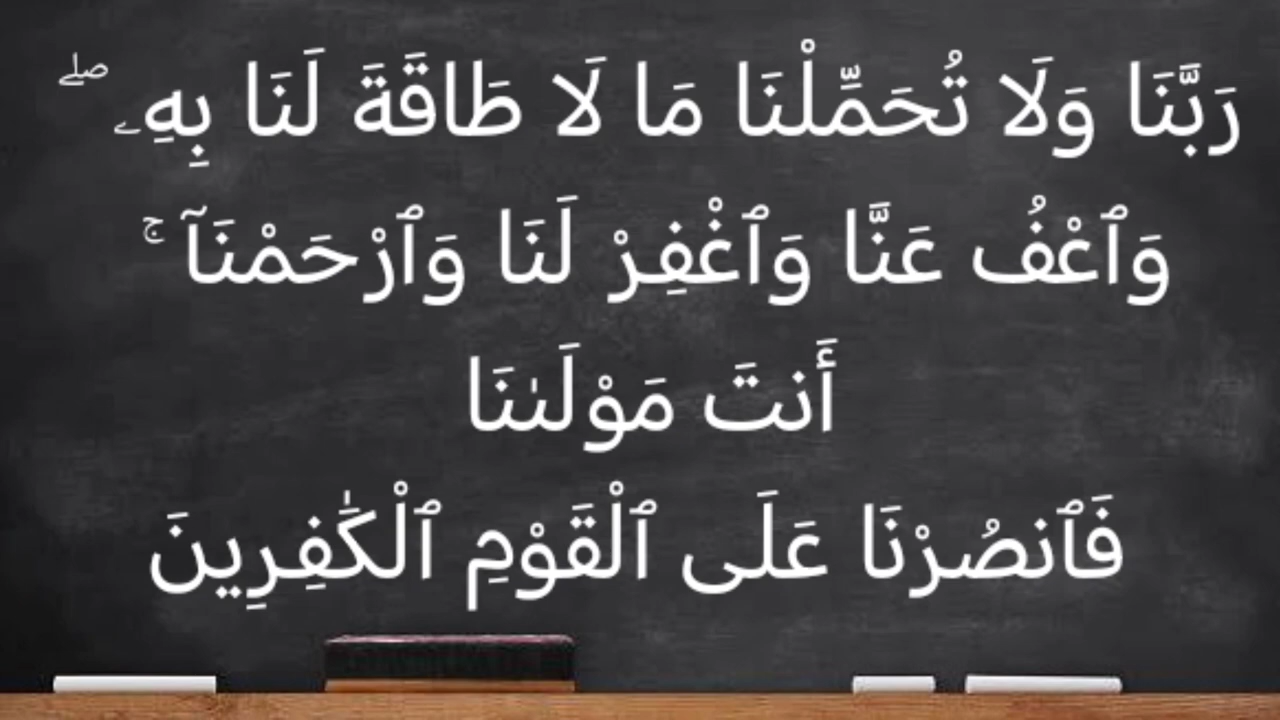 رَبَّنَا وَلَا تُحَمِّلْنَا مَا لَا طَاقَةَ لَنَا بِهِۦ ۖ
وَٱعْفُ عَنَّا وَٱغْفِرْ لَنَا وَٱرْحَمْنَآ ۚ
أَنتَ مَوْلَىٰنَا
فَٱنصُرْنَا عَلَى ٱلْقَوْمِ ٱلْكَٰفِرِينَ